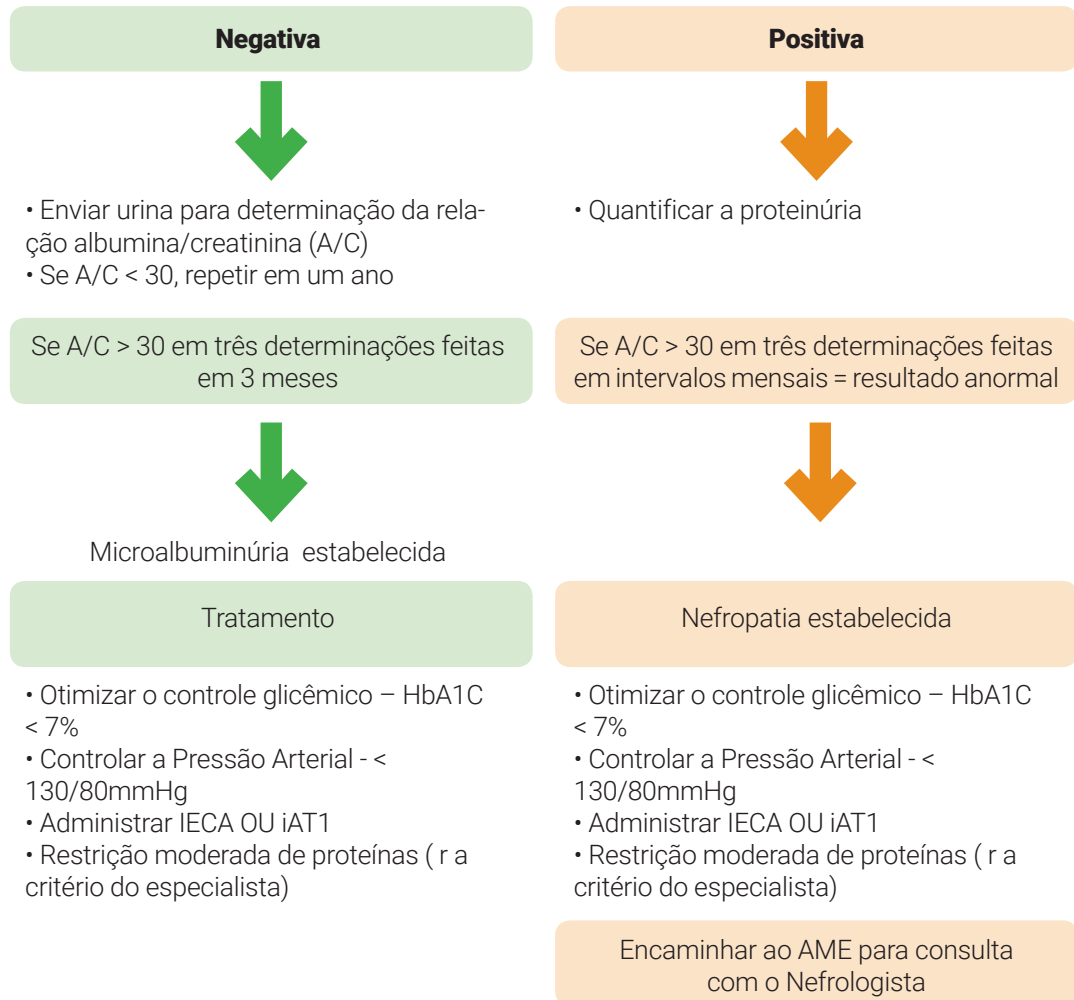 Negativa
• Enviar urina para determinação da rela-
ção albumina/creatinina (A/C)
• Se A/C < 30, repetir em um ano
Se A/C > 30 em três determinações feitas
em 3 meses
Microalbuminúria  estabelecida
Tratamento
• Otimizar o controle glicêmico – HbA1C
< 7%
• Controlar a Pressão Arterial - <
130/80mmHg
• Administrar IECA OU iAT1
• Restrição moderada de proteínas ( r a
critério do especialista)
Positiva
• Quantificar a proteinúria
Se A/C > 30 em três determinações feitas
em intervalos mensais = resultado anormal
Nefropatia estabelecida
• Otimizar o controle glicêmico – HbA1C
< 7%
• Controlar a Pressão Arterial - <
130/80mmHg
• Administrar IECA OU iAT1
• Restrição moderada de proteínas ( r a
critério do especialista)
Encaminhar ao AME para consulta
com o Nefrologista